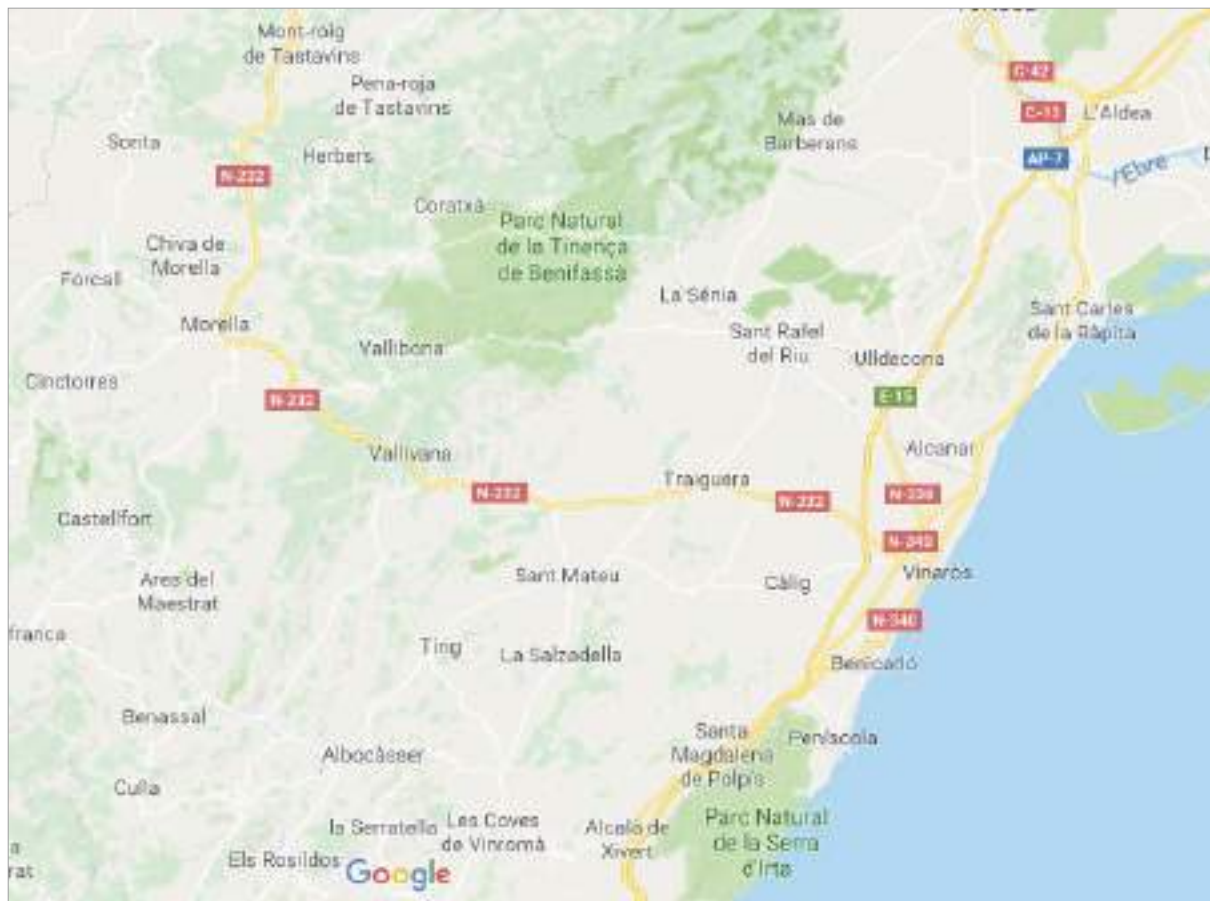 Mont-roig
de Tastavins
Pena-roja
de Tastavins
C-42
C-13
L'Aldea
Mas de
Barberans
Sorita
Herbers
AP-7
l'Ebre
N-232
Coratxà
Parc Natural
de la Tinença
de Benifassà
Chiva de
Morella
Forcall
La Sénia
Morella
Sant Rafel
del Riu
Sant Carles
de la Ràpita
Vallibona
Ulldecona
Cinctorres
N-232
E-15
Vallivana
Alcanar
Traiguera
N-232
N-232
N-238
Castellfort
N-340
Ares del
Maestrat
Sant Mateu
Càlig
Vinaròs
N-340
franca
Tírig
La Salzadella
Benicarló
Benassal
Santa
Magdalena
de Polpís
Peníscola
Albocàsser
Culla
la Serratella
Les Coves
de Vinromà
Alcalà de
Xivert
Parc Natural
de la Serra
d'Irta
Els Rosildos
Google
a
rat